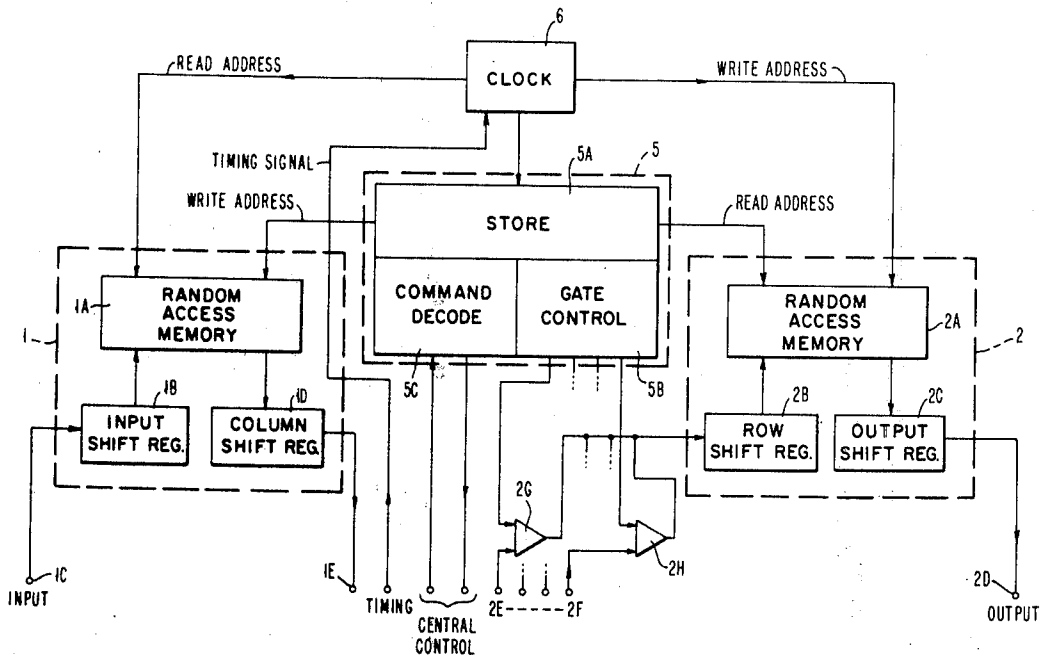 6
CLOCK
READ ADDRESS
WRITE ADDRESS
TIMING SIGNAL
5A
5
WRITE ADDRESS
READ ADDRESS
STORE
COMMAND
DECODE
GATE
CONTROL
5C
5B
1
1A
RANDOM
ACCESS
MEMORY
1B
INPUT
SHIFT REG.
1D
COLUMN
SHIFT REG.
RANDOM
ACCESS
MEMORY
2A
2
2B
ROW
SHIFT REG.
2C
OUTPUT
SHIFT REG.
2G
2H
1C
INPUT
1E
TIMING
CENTRAL
CONTROL
2E
2F
2D
OUTPUT